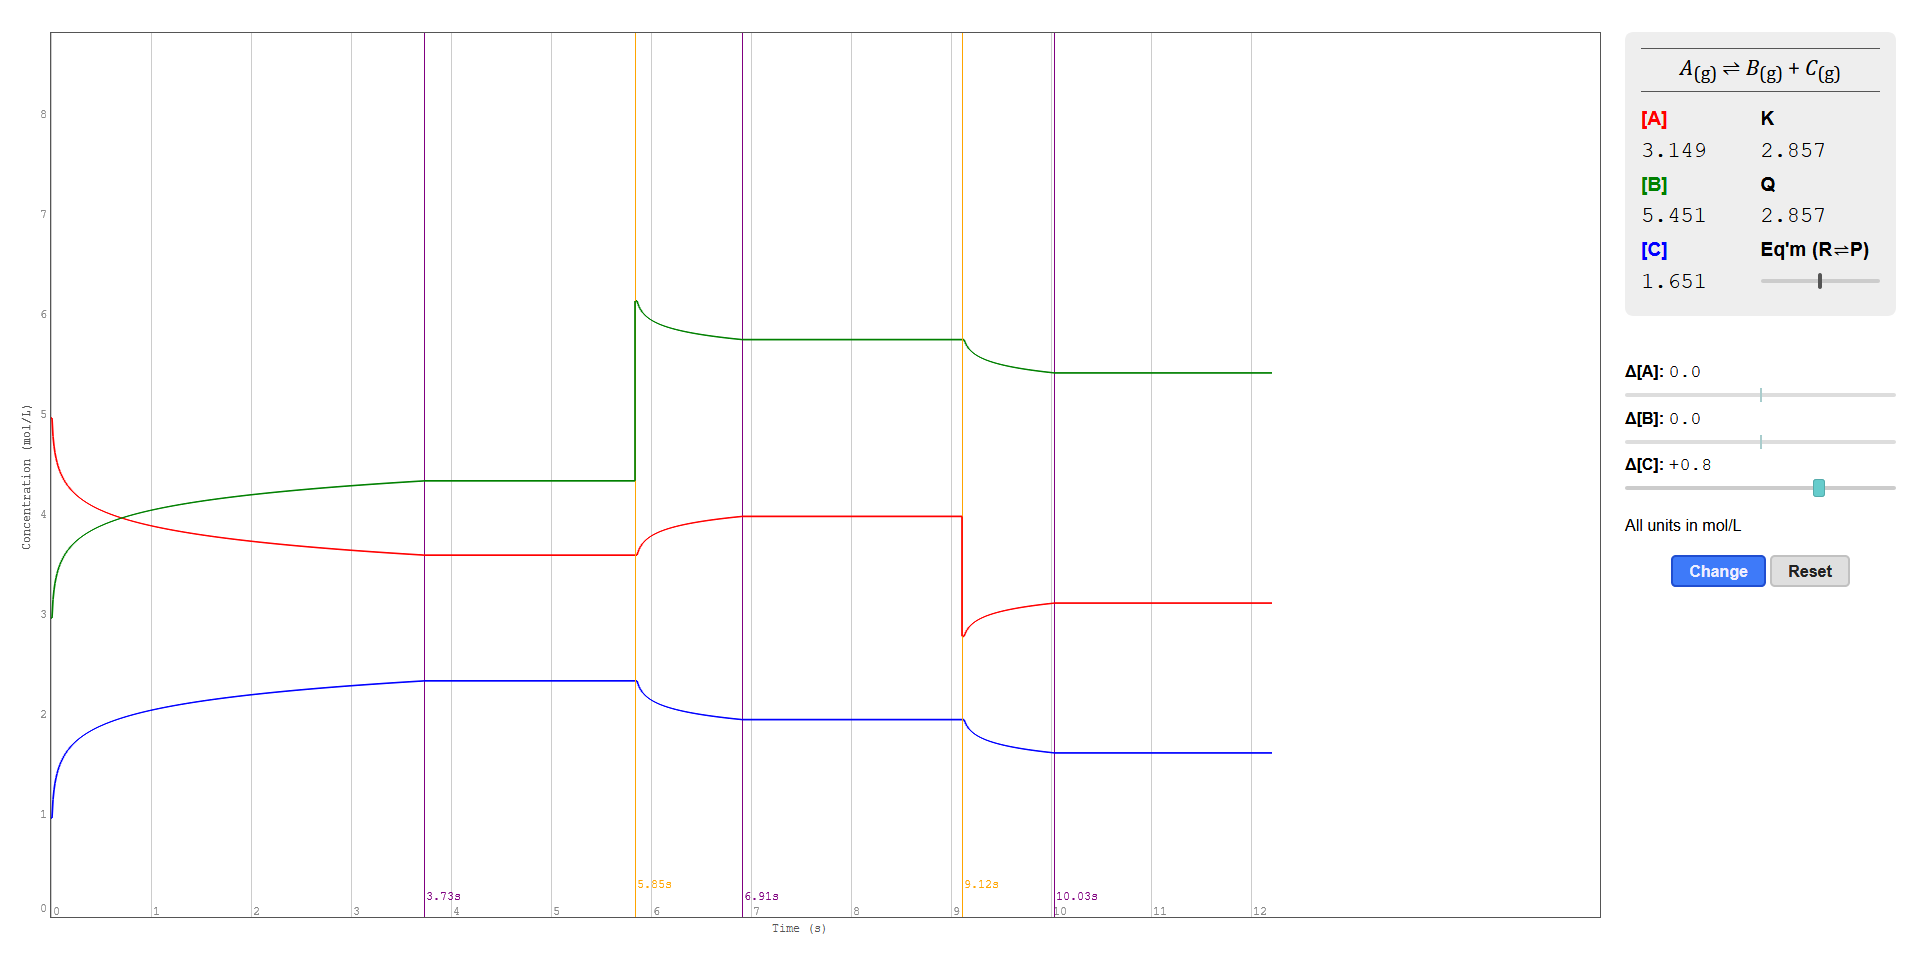 8
7
6
5
4
3
2
1
0
Concentration (mol/L)
3.73s
5.85s
6.91s
9.12s
10.03s
0 1 2 3 4 5 6 7 8 9 10 11 12
Time (s)
A(g) ⇌ B(g) + C(g)
[A] K
3.149 2.857
[B] Q
5.451 2.857
[C] Eq'm (R⇌P)
1.651
Δ[A]: 0.0
Δ[B]: 0.0
Δ[C]: +0.8
All units in mol/L
Change Reset